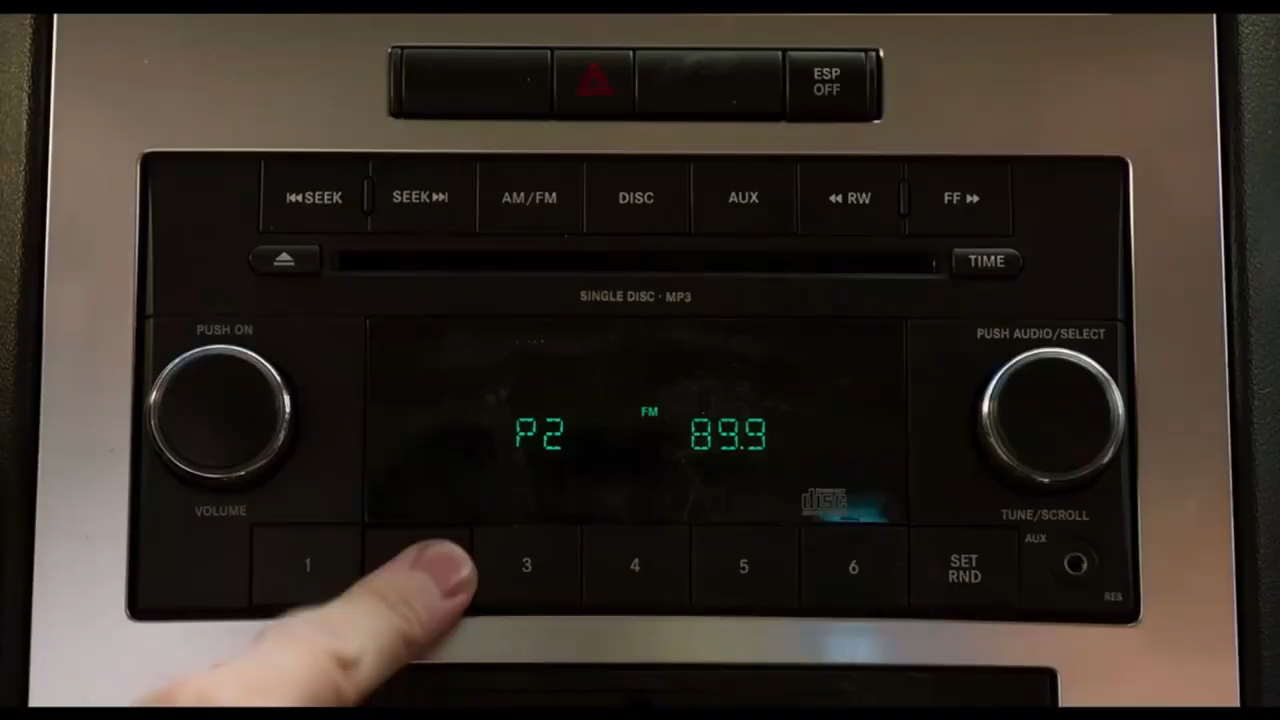 ESP
OFF
SEEK
SEEK
AM/FM
DISC
AUX
RW
FF
TIME
SINGLE DISC · MP3
PUSH ON
PUSH AUDIO/SELECT
FM
P2
89.9
disc
VOLUME
TUNE/SCROLL
1
3
4
5
6
SET
RND
AUX
RES